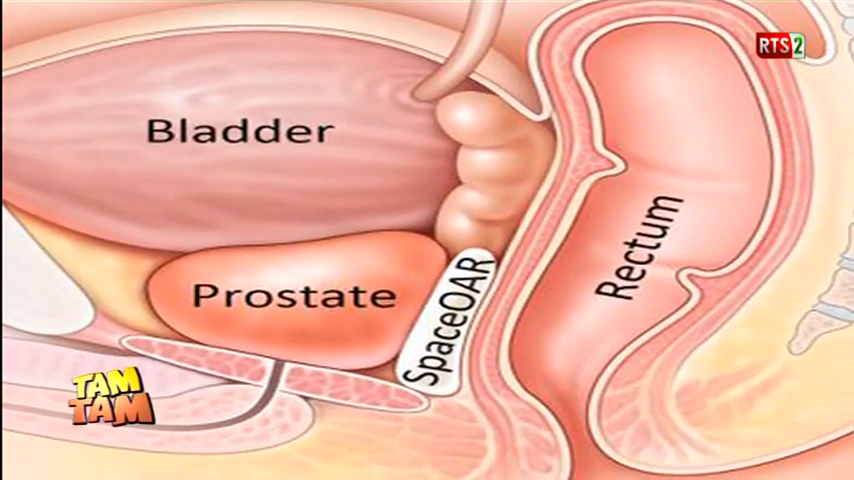 RTS2
Bladder
Rectum
Prostate
SpaceOAR
TAM
TAM